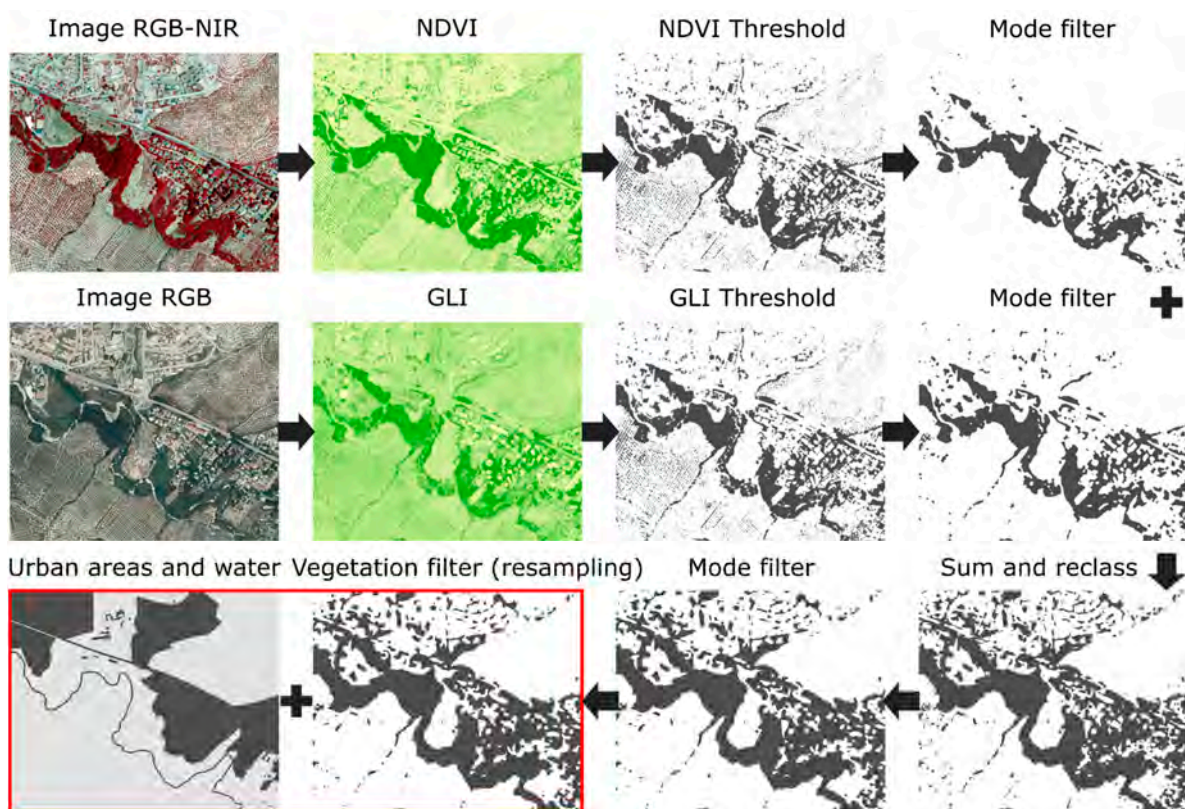 Image RGB-NIR
NDVI
NDVI Threshold
Mode filter
Image RGB
GLI
GLI Threshold
Mode filter
Urban areas and water
Vegetation filter (resampling)
Mode filter
Sum and reclass